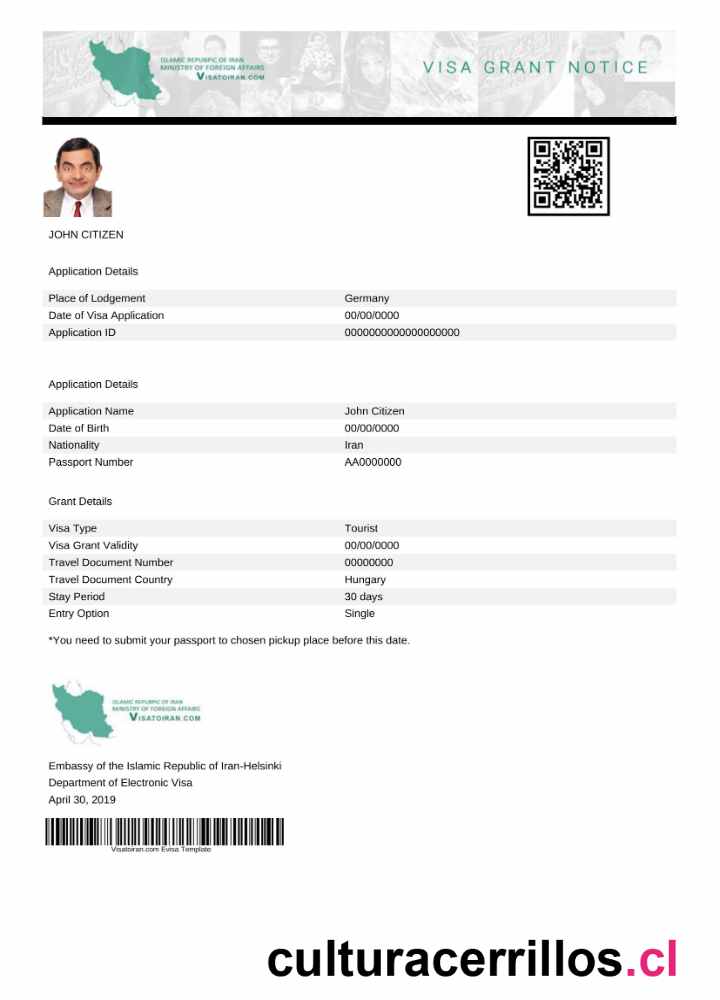 ISLAMIC REPUBPIC OF IRAN
MINISTRY OF FOREIGN AFFAIRS
VISATOIRAN.COM
VISA GRANT NOTICE
JOHN CITIZEN
Application Details
Place of Lodgement Germany
Date of Visa Application 00/00/0000
Application ID 0000000000000000000
Application Details
Application Name John Citizen
Date of Birth 00/00/0000
Nationality Iran
Passport Number AA0000000
Grant Details
Visa Type Tourist
Visa Grant Validity 00/00/0000
Travel Document Number 00000000
Travel Document Country Hungary
Stay Period 30 days
Entry Option Single
*You need to submit your passport to chosen pickup place before this date.
ISLAMIC REPUBPIC OF IRAN
MINISTRY OF FOREIGN AFFAIRS
VISATOIRAN.COM
Embassy of the Islamic Republic of Iran-Helsinki
Department of Electronic Visa
April 30, 2019
Visatoiran.com Evisa Template
culturacerrillos.cl